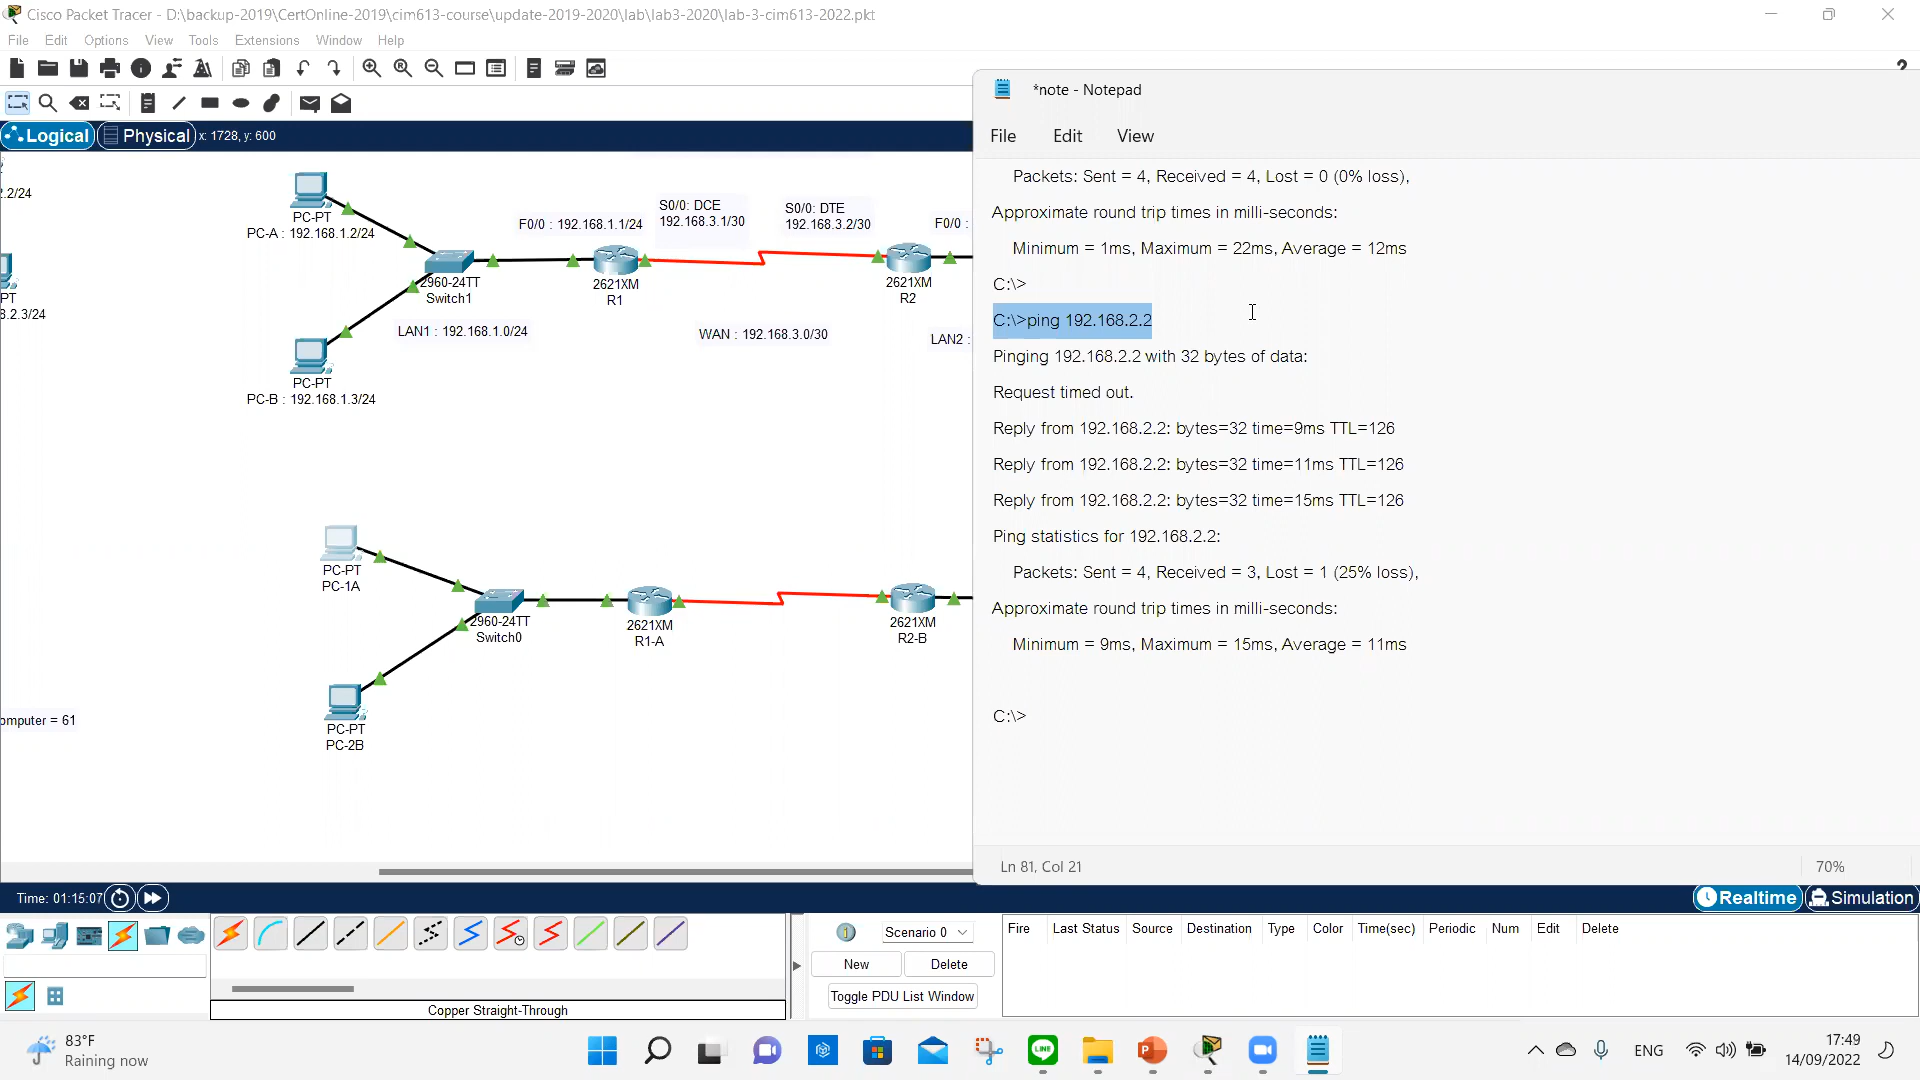 Cisco Packet Tracer - D:\backup-2019\CertOnline-2019\cim613-course\update-2019-2020\lab\lab3-2020\lab-3-cim613-2022.pkt
File Edit Options View Tools Extensions Window Help
?
Logical Physical x: 1728, y: 600
.2/24
PT
3.2.3/24
omputer = 61
PC-PT
PC-A : 192.168.1.2/24
PC-PT
PC-B : 192.168.1.3/24
2960-24TT
Switch1
LAN1 : 192.168.1.0/24
F0/0 : 192.168.1.1/24
2621XM
R1
S0/0: DCE
192.168.3.1/30
S0/0: DTE
192.168.3.2/30
WAN : 192.168.3.0/30
F0/0 :
2621XM
R2
LAN2 :
PC-PT
PC-1A
2960-24TT
Switch0
PC-PT
PC-2B
2621XM
R1-A
2621XM
R2-B
*note - Notepad
File Edit View
Packets: Sent = 4, Received = 4, Lost = 0 (0% loss),
Approximate round trip times in milli-seconds:
Minimum = 1ms, Maximum = 22ms, Average = 12ms
C:\>
C:\>ping 192.168.2.2
Pinging 192.168.2.2 with 32 bytes of data:
Request timed out.
Reply from 192.168.2.2: bytes=32 time=9ms TTL=126
Reply from 192.168.2.2: bytes=32 time=11ms TTL=126
Reply from 192.168.2.2: bytes=32 time=15ms TTL=126
Ping statistics for 192.168.2.2:
Packets: Sent = 4, Received = 3, Lost = 1 (25% loss),
Approximate round trip times in milli-seconds:
Minimum = 9ms, Maximum = 15ms, Average = 11ms
C:\>
Ln 81, Col 21 70%
Time: 01:15:07 Realtime Simulation
Scenario 0
New Delete
Toggle PDU List Window
Fire Last Status Source Destination Type Color Time(sec) Periodic Num Edit Delete
Copper Straight-Through
83°F
Raining now
LINE
ENG
17:49
14/09/2022